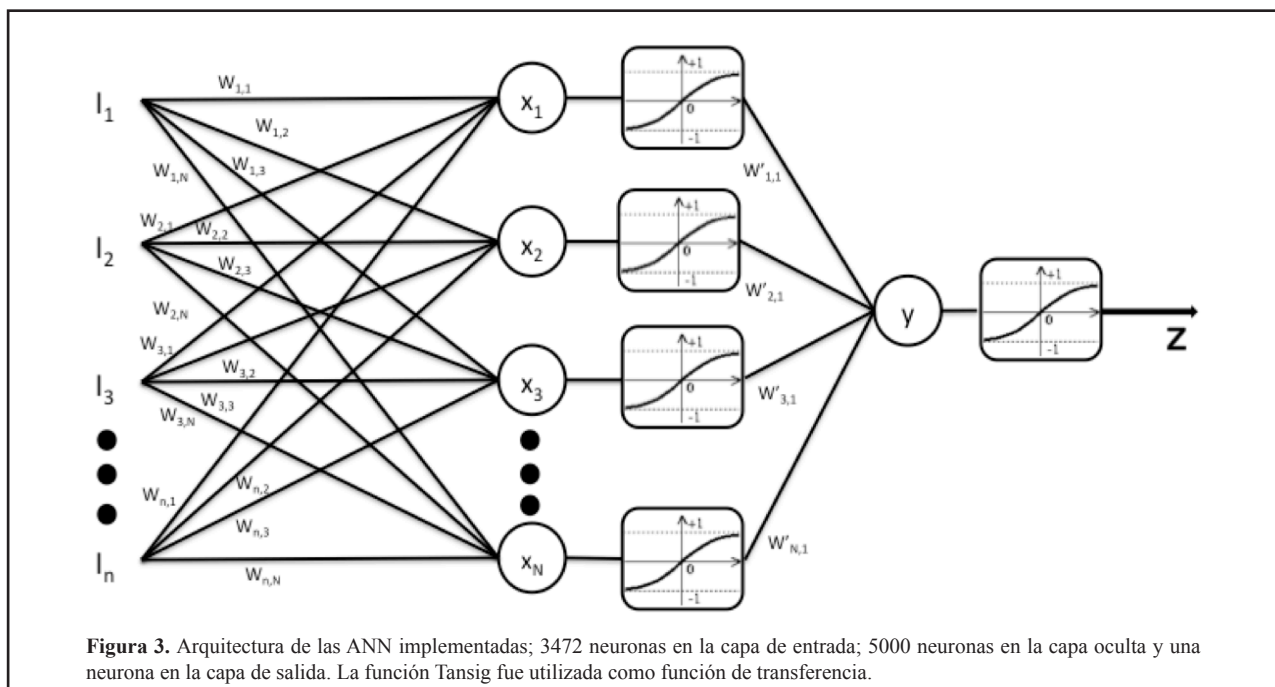 I1
I2
I3
In
W1,1
W1,2
W1,3
W1,N
W2,1
W2,2
W2,3
W2,N
W3,1
W3,2
W3,3
W3,N
Wn,1
Wn,2
Wn,3
Wn,N
x1
x2
x3
xN
+1
0
-1
+1
0
-1
+1
0
-1
+1
0
-1
W'1,1
W'2,1
W'3,1
W'N,1
y
+1
0
-1
Z
Figura 3. Arquitectura de las ANN implementadas; 3472 neuronas en la capa de entrada; 5000 neuronas en la capa oculta y una
neurona en la capa de salida. La función Tansig fue utilizada como función de transferencia.